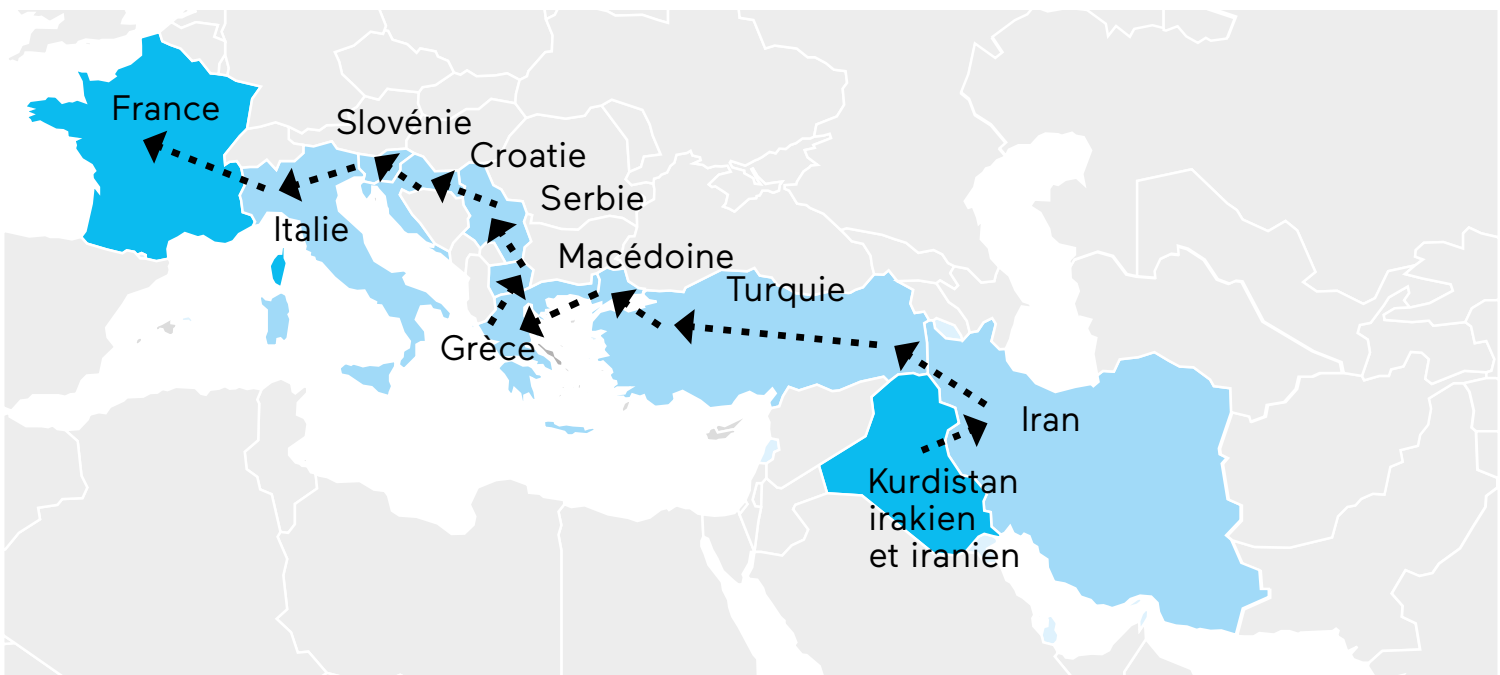 France
Slovénie
Croatie
Serbie
Italie
Macédoine
Turquie
Grèce
Iran
Kurdistan
irakien
et iranien